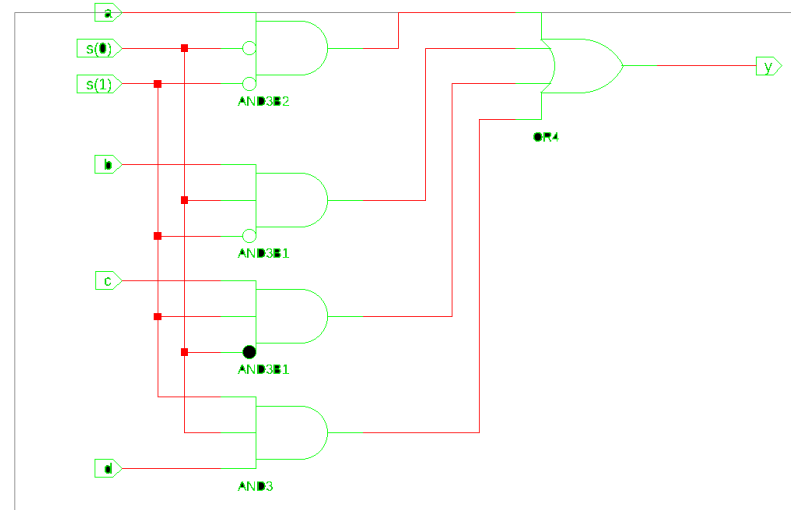 a
s(0)
s(1)
y
AND3B2
OR4
b
AND3B1
c
AND3B1
d
AND3